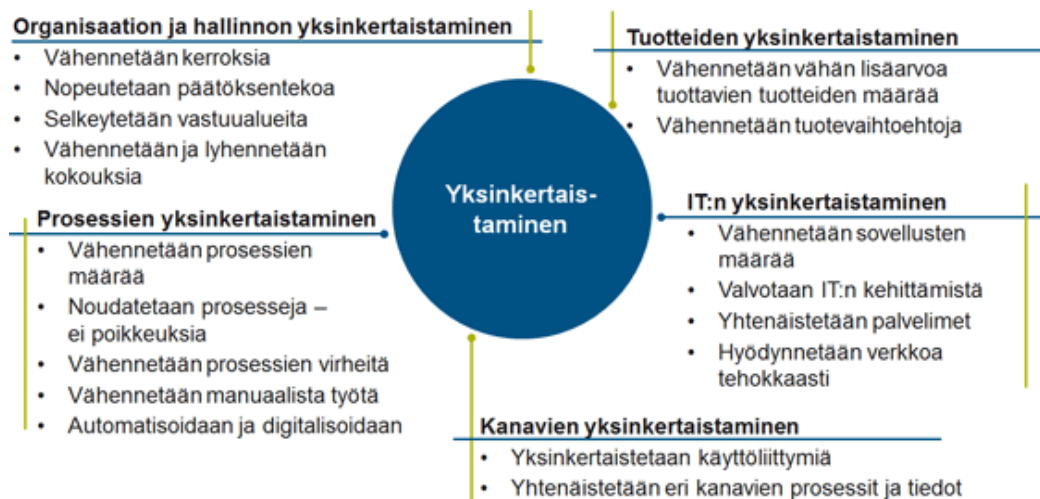 Organisaation ja hallinnon yksinkertaistaminen
• Vähennetään kerroksia
• Nopeutetaan päätöksentekoa
• Selkeytetään vastuualueita
• Vähennetään ja lyhennetään
kokouksia
Tuotteiden yksinkertaistaminen
• Vähennetään vähän lisäarvoa
tuottavien tuotteiden määrää
• Vähennetään tuotevaihtoehtoja
Yksinkertais-
taminen
Prosessien yksinkertaistaminen
• Vähennetään prosessien
määrää
• Noudatetaan prosesseja –
ei poikkeuksia
• Vähennetään prosessien virheitä
• Vähennetään manuaalista työtä
• Automatisoidaan ja digitalisoidaan
IT:n yksinkertaistaminen
• Vähennetään sovellusten
määrää
• Valvotaan IT:n kehittämistä
• Yhtenäistetään palvelimet
• Hyödynnetään verkkoa
tehokkaasti
Kanavien yksinkertaistaminen
• Yksinkertaistetaan käyttöliittymiä
• Yhtenäistetään eri kanavien prosessit ja tiedot